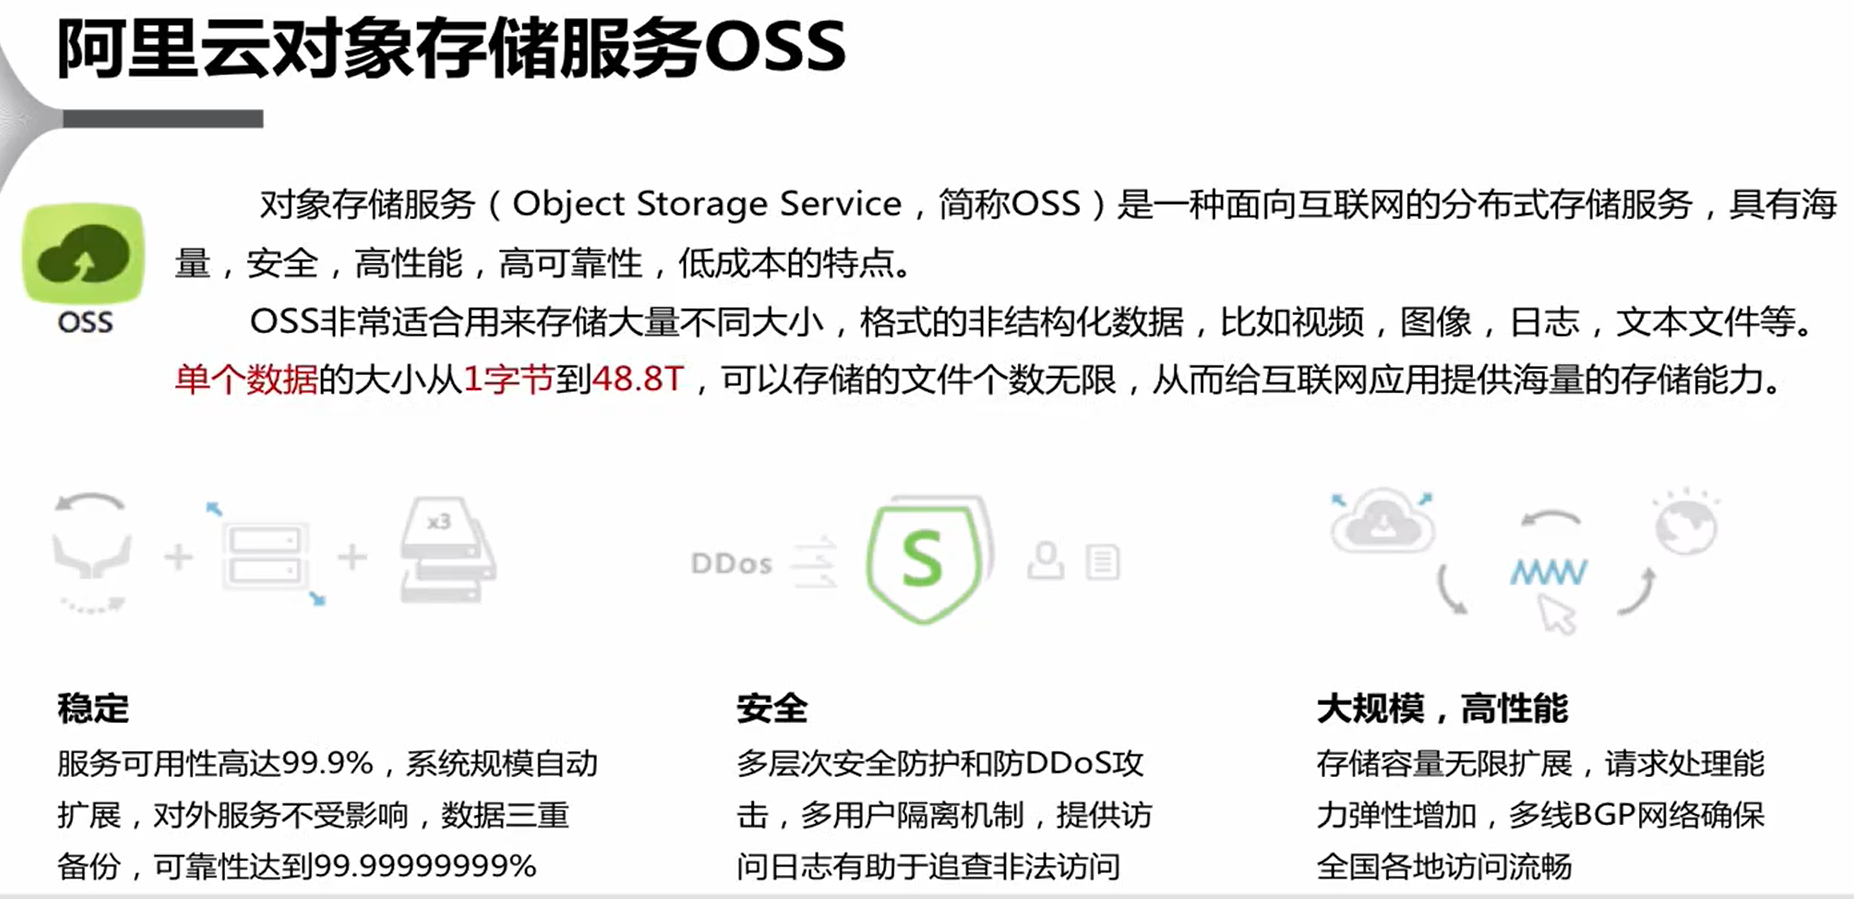 阿里云对象存储服务OSS
对象存储服务（Object Storage Service，简称OSS）是一种面向互联网的分布式存储服务，具有海
量，安全，高性能，高可靠性，低成本的特点。
OSS
OSS非常适合用来存储大量不同大小，格式的非结构化数据，比如视频，图像，日志，文本文件等。
单个数据的大小从1字节到48.8T，可以存储的文件个数无限，从而给互联网应用提供海量的存储能力。
x3
DDos
S
稳定
服务可用性高达99.9%，系统规模自动
扩展，对外服务不受影响，数据三重
备份，可靠性达到99.99999999%
安全
多层次安全防护和防DDoS攻
击，多用户隔离机制，提供访
问日志有助于追查非法访问
大规模，高性能
存储容量无限扩展，请求处理能
力弹性增加，多线BGP网络确保
全国各地访问流畅